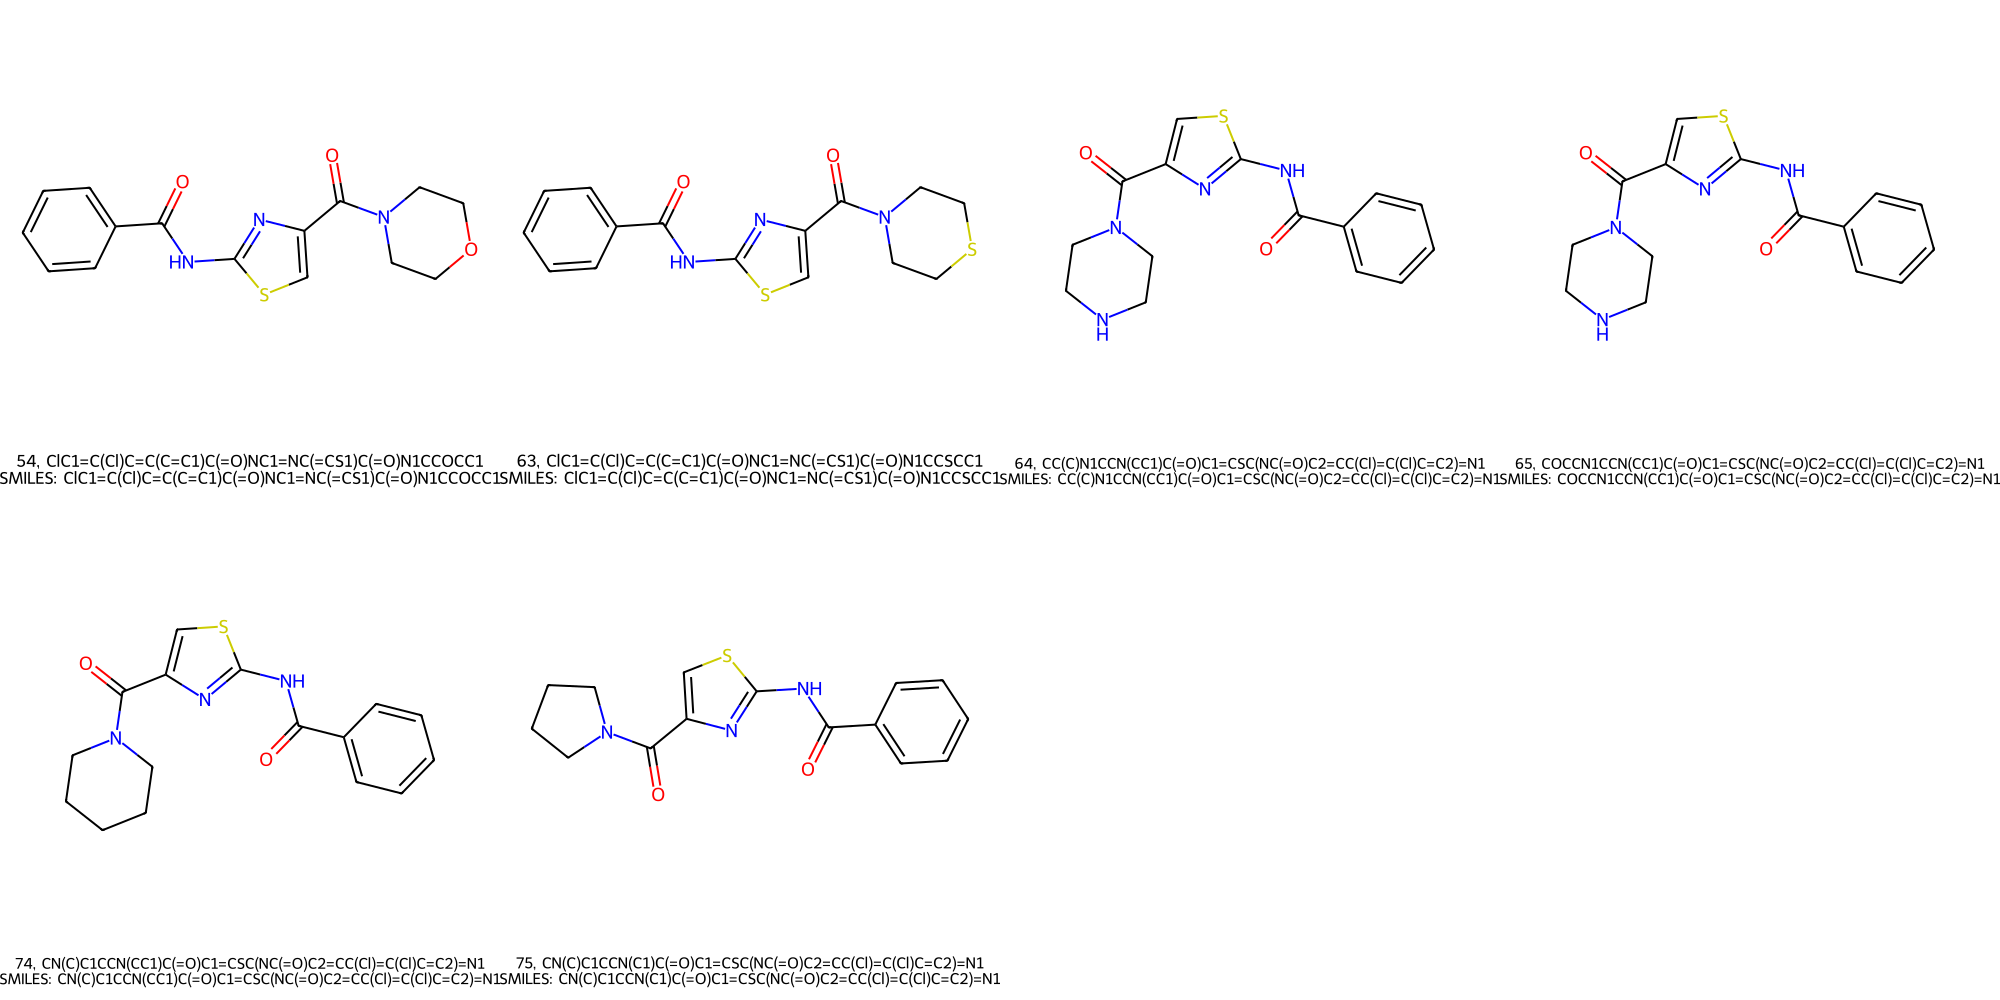 O
O
N
N
O
HN
S
O
O
N
N
S
HN
S
S
O
NH
N
N
O
N
H
S
O
NH
N
N
O
N
H
54, ClC1=C(Cl)C=C(C=C1)C(=O)NC1=NC(=CS1)C(=O)N1CCOCC1
SMILES: ClC1=C(Cl)C=C(C=C1)C(=O)NC1=NC(=CS1)C(=O)N1CCOCC1
63, ClC1=C(Cl)C=C(C=C1)C(=O)NC1=NC(=CS1)C(=O)N1CCSCC1
SMILES: ClC1=C(Cl)C=C(C=C1)C(=O)NC1=NC(=CS1)C(=O)N1CCSCC1
64, CC(C)N1CCN(CC1)C(=O)C1=CSC(NC(=O)C2=CC(Cl)=C(Cl)C=C2)=N1
SMILES: CC(C)N1CCN(CC1)C(=O)C1=CSC(NC(=O)C2=CC(Cl)=C(Cl)C=C2)=N1
65, COCCN1CCN(CC1)C(=O)C1=CSC(NC(=O)C2=CC(Cl)=C(Cl)C=C2)=N1
SMILES: COCCN1CCN(CC1)C(=O)C1=CSC(NC(=O)C2=CC(Cl)=C(Cl)C=C2)=N1
S
O
NH
N
N
O
S
NH
N
N
O
O
74, CN(C)C1CCN(CC1)C(=O)C1=CSC(NC(=O)C2=CC(Cl)=C(Cl)C=C2)=N1
SMILES: CN(C)C1CCN(CC1)C(=O)C1=CSC(NC(=O)C2=CC(Cl)=C(Cl)C=C2)=N1
75, CN(C)C1CCN(C1)C(=O)C1=CSC(NC(=O)C2=CC(Cl)=C(Cl)C=C2)=N1
SMILES: CN(C)C1CCN(C1)C(=O)C1=CSC(NC(=O)C2=CC(Cl)=C(Cl)C=C2)=N1